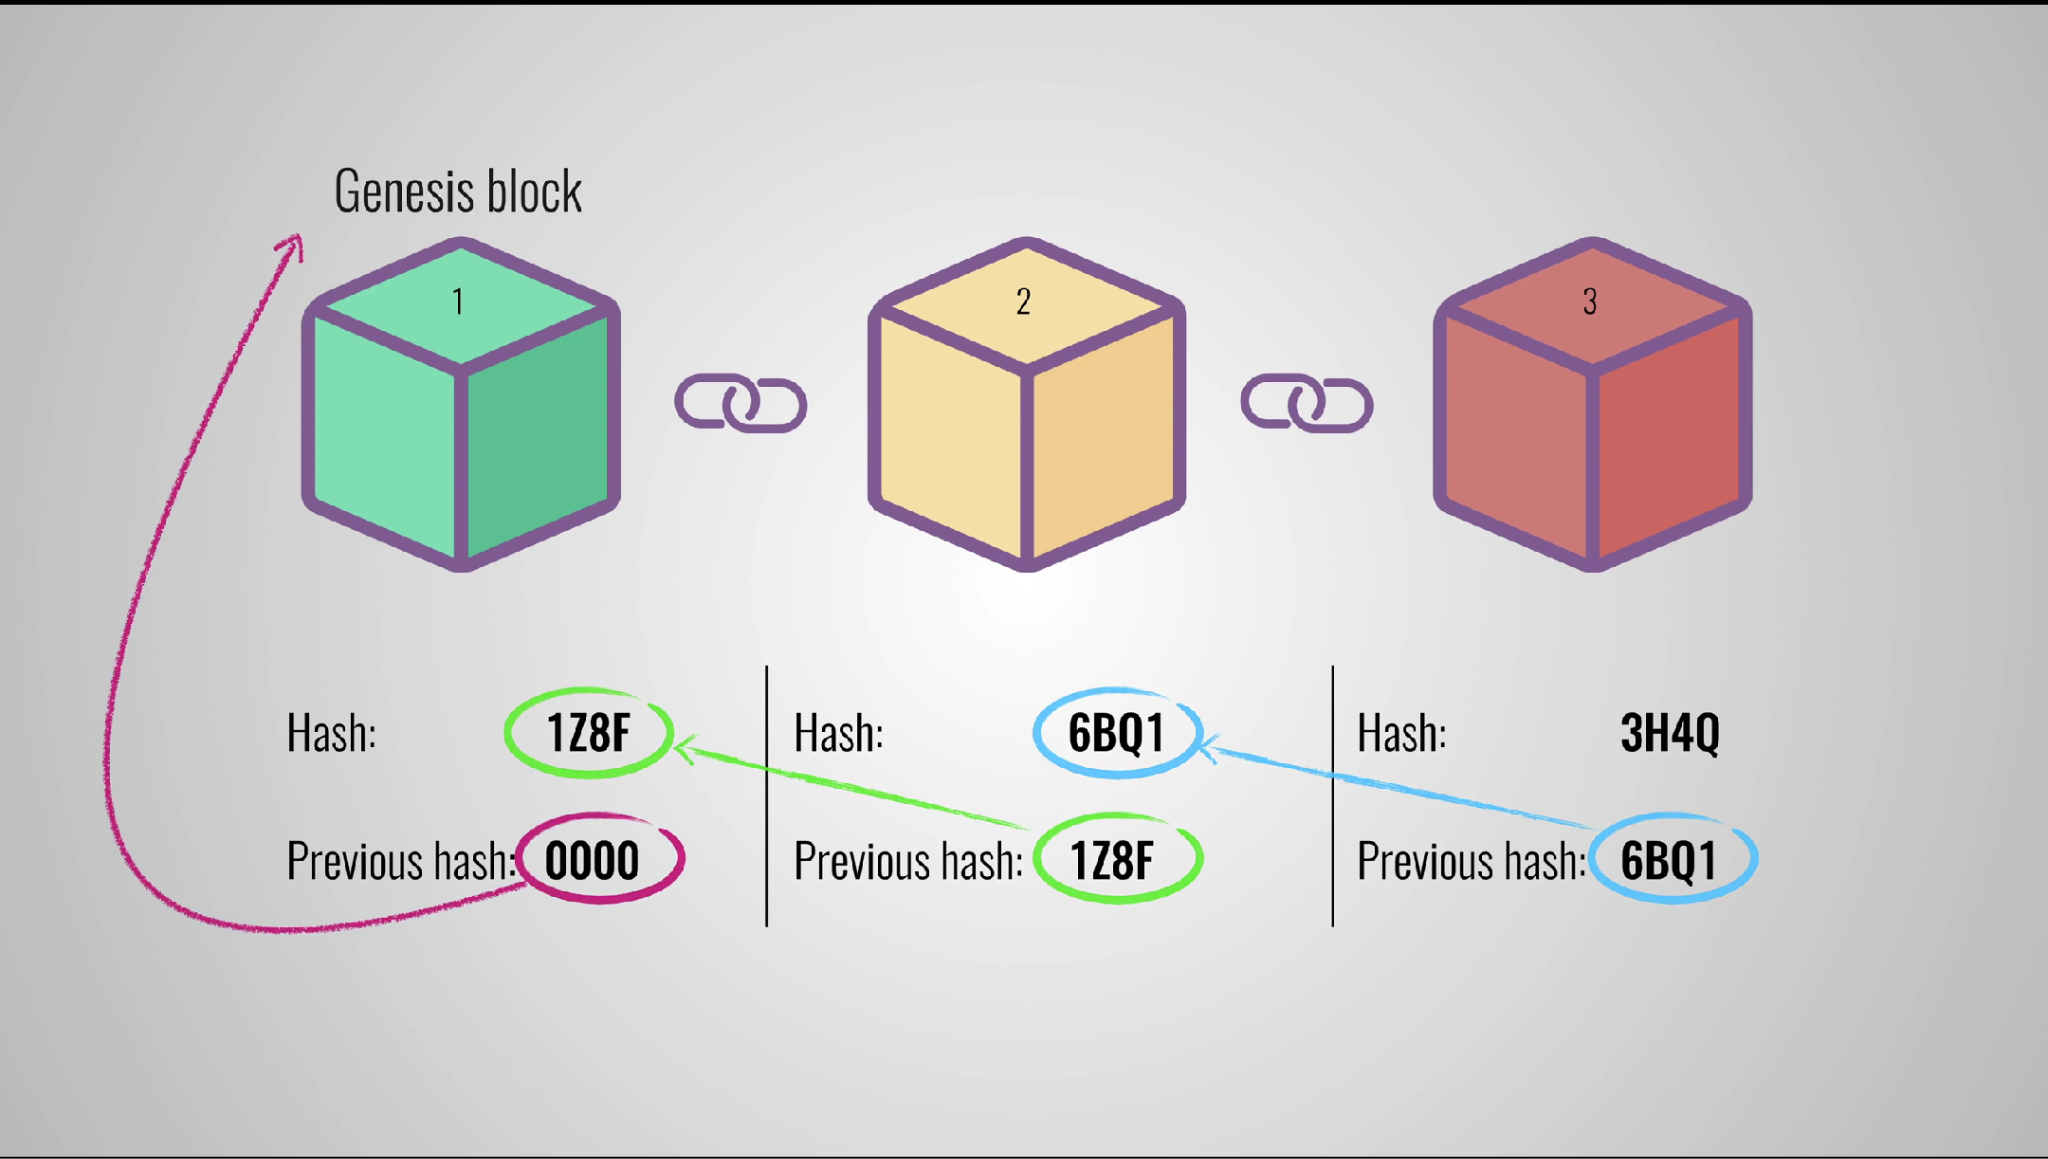 Genesis block
1
2
3
Hash: 1Z8F
Previous hash: 0000
Hash: 6BQ1
Previous hash: 1Z8F
Hash: 3H4Q
Previous hash: 6BQ1